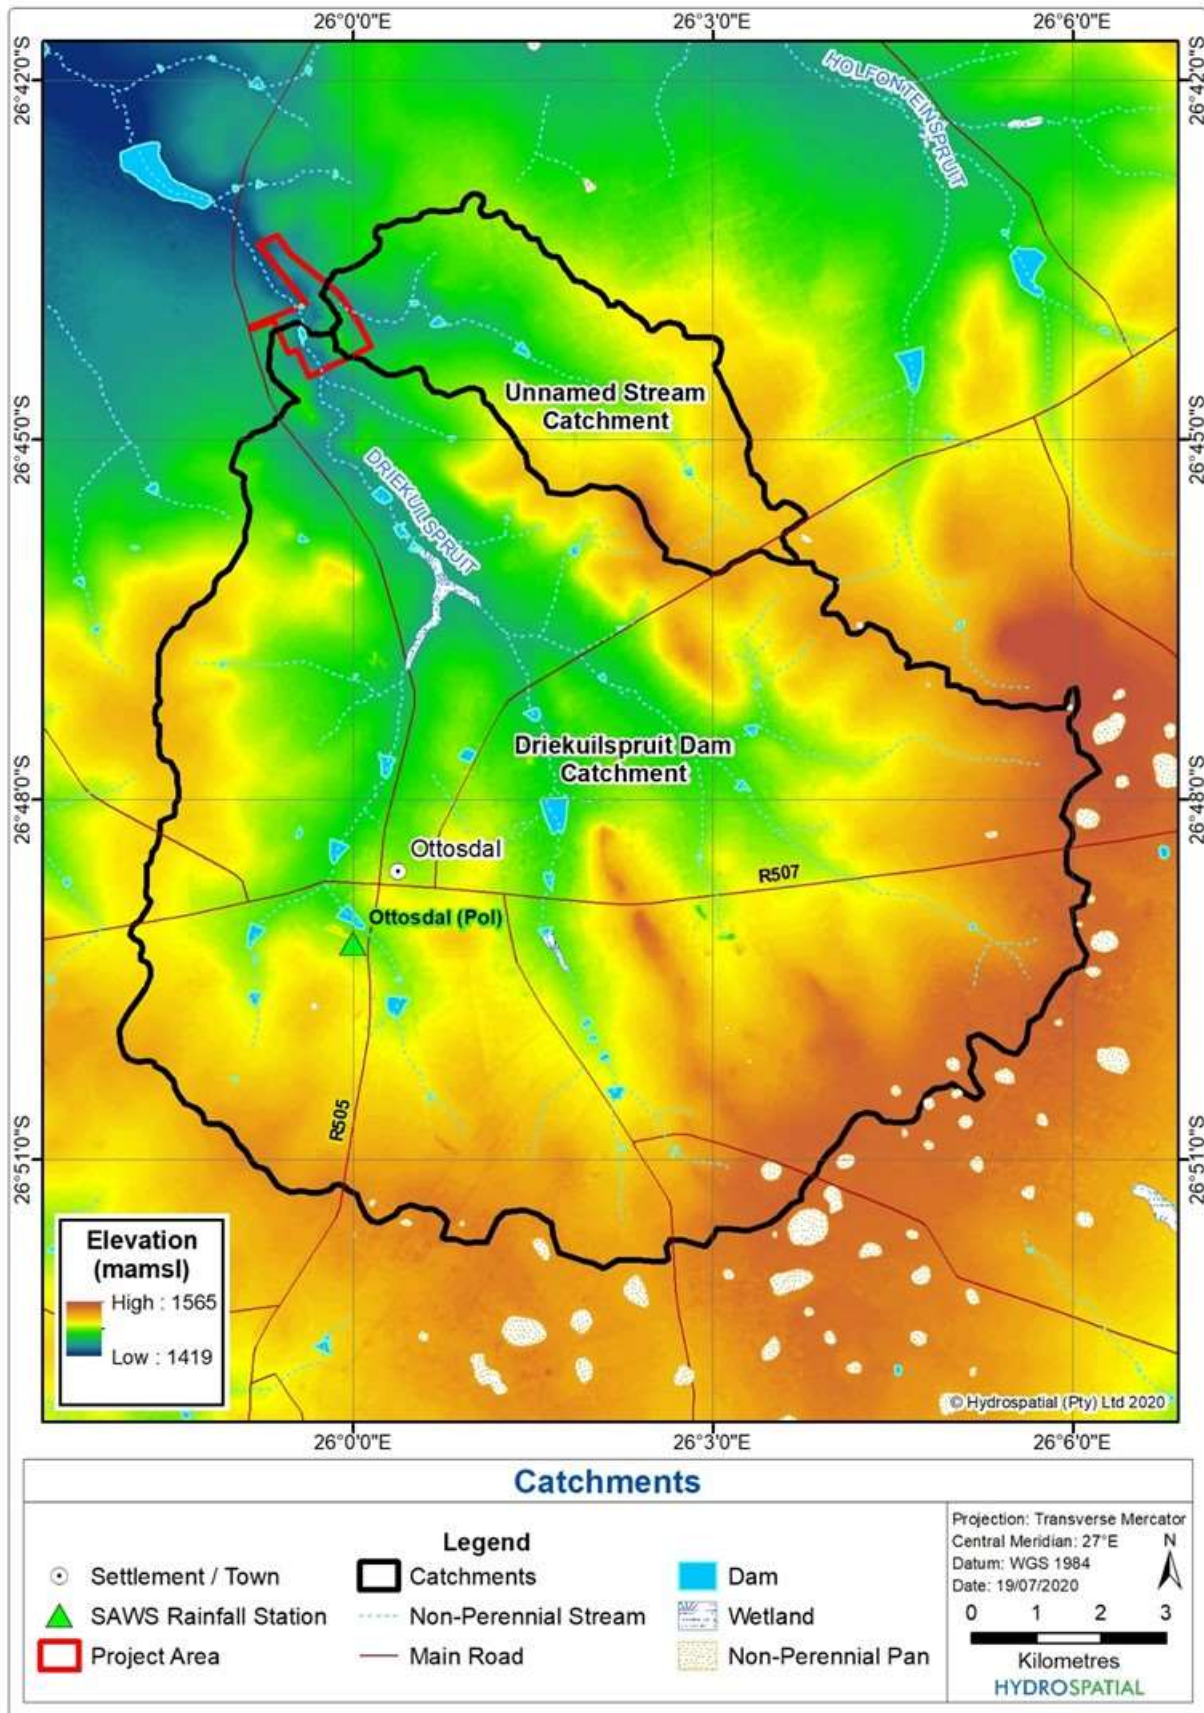 26°0'0"E
26°3'0"E
26°6'0"E
26°42'0"S
26°42'0"S
HOLFONTEINSPRUIT
Unnamed Stream
Catchment
26°45'0"S
26°45'0"S
DRIEKUILSPRUIT
Driekuilspruit Dam
Catchment
26°48'0"S
26°48'0"S
Ottosdal
R507
Ottosdal (Pol)
R505
26°51'0"S
26°51'0"S
Elevation
(mamsl)
High : 1565
Low : 1419
© Hydrospatial (Pty) Ltd 2020
26°0'0"E
26°3'0"E
26°6'0"E
Catchments
Legend
Settlement / Town
SAWS Rainfall Station
Project Area
Catchments
Non-Perennial Stream
Main Road
Dam
Wetland
Non-Perennial Pan
Projection: Transverse Mercator
Central Meridian: 27°E
Datum: WGS 1984
Date: 19/07/2020
N
0 1 2 3
Kilometres
HYDROSPATIAL